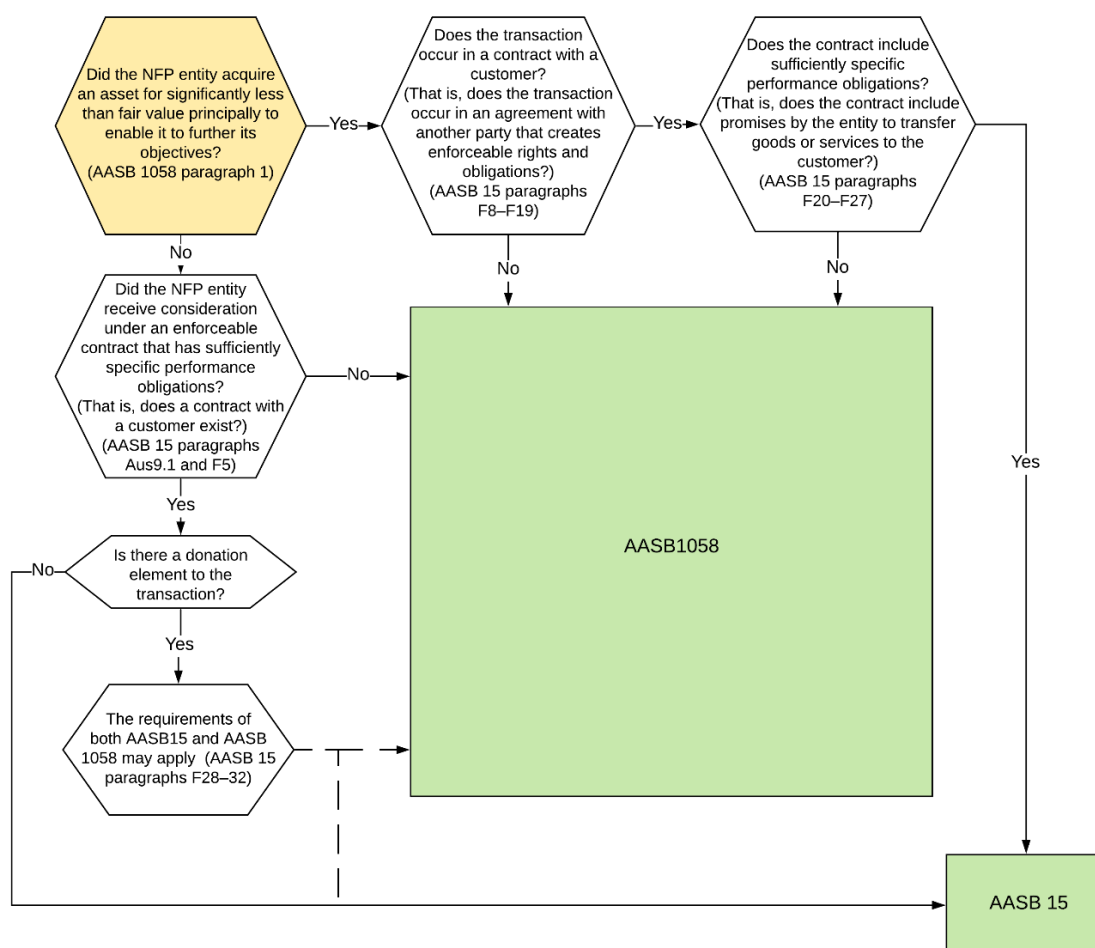 Did the NFP entity acquire
an asset for significantly less
than fair value principally to
enable it to further its
objectives?
(AASB 1058 paragraph 1)
Yes
Does the transaction
occur in a contract with a
customer?
(That is, does the transaction
occur in an agreement with
another party that creates
enforceable rights and
obligations?)
(AASB 15 paragraphs
F8–F19)
Yes
Does the contract include
sufficiently specific
performance obligations?
(That is, does the contract include
promises by the entity to transfer
goods or services to the
customer?)
(AASB 15 paragraphs
F20–F27)
No
No
No
Did the NFP entity
receive consideration
under an enforceable
contract that has sufficiently
specific performance
obligations?
(That is, does a contract with
a customer exist?)
(AASB 15 paragraphs
Aus9.1 and F5)
No
Yes
Yes
AASB1058
Is there a donation
element to the
transaction?
No
Yes
The requirements of
both AASB15 and AASB
1058 may apply  (AASB 15
paragraphs F28–32)
AASB 15